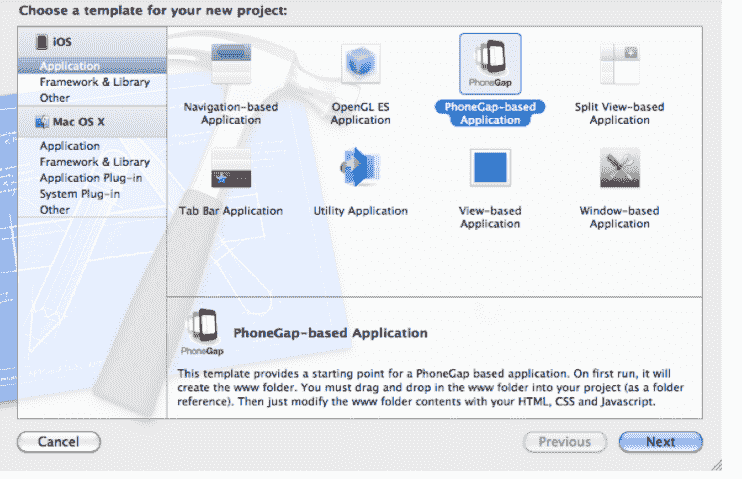 Choose a template for your new project:
iOS
Application
Framework & Library
Other
Mac OS X
Application
Framework & Library
Application Plug-in
System Plug-in
Other
Navigation-based
Application
OpenGL ES
Application
PhoneGap
PhoneGap-based
Application
Split View-based
Application
Tab Bar Application
Utility Application
View-based
Application
Window-based
Application
PhoneGap
PhoneGap-based Application
This template provides a starting point for a PhoneGap based application. On first run, it will
create the www folder. You must drag and drop in the www folder into your project (as a folder
reference). Then just modify the www folder contents with your HTML, CSS and Javascript.
Cancel
Previous
Next